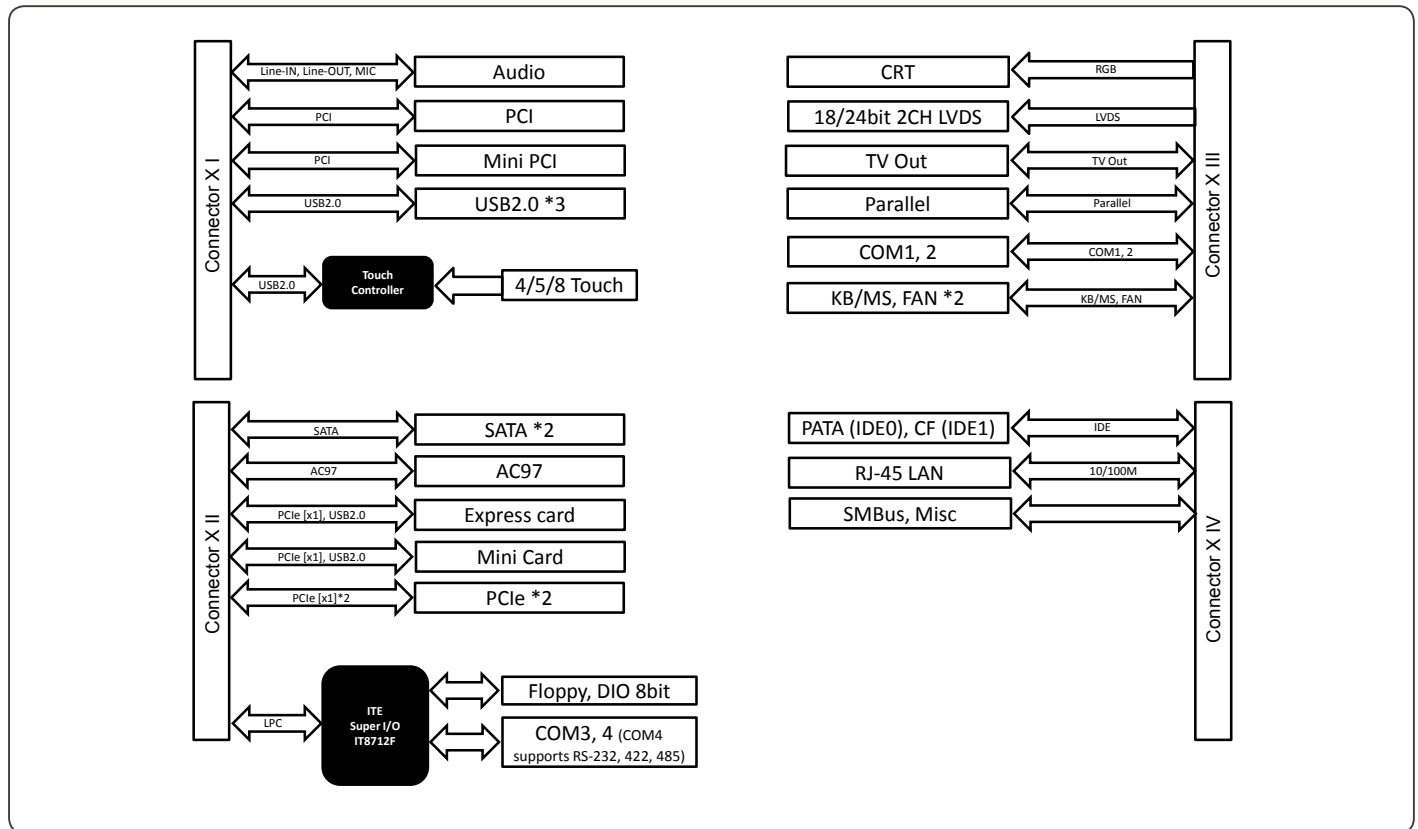 Connector X I
Line-IN, Line-OUT, MIC
Audio
PCI
PCI
PCI
Mini PCI
USB2.0
USB2.0 *3
USB2.0
Touch
Controller
4/5/8 Touch
CRT
RGB
18/24bit 2CH LVDS
LVDS
TV Out
TV Out
Parallel
Parallel
COM1, 2
COM1, 2
KB/MS, FAN *2
KB/MS, FAN
Connector X III
Connector X II
SATA
SATA *2
AC97
AC97
PCIe [x1], USB2.0
Express card
PCIe [x1], USB2.0
Mini Card
PCIe [x1]*2
PCIe *2
LPC
ITE
Super I/O
IT8712F
Floppy, DIO 8bit
COM3, 4 (COM4
supports RS-232, 422, 485)
PATA (IDE0), CF (IDE1)
IDE
RJ-45 LAN
10/100M
SMBus, Misc
Connector X IV